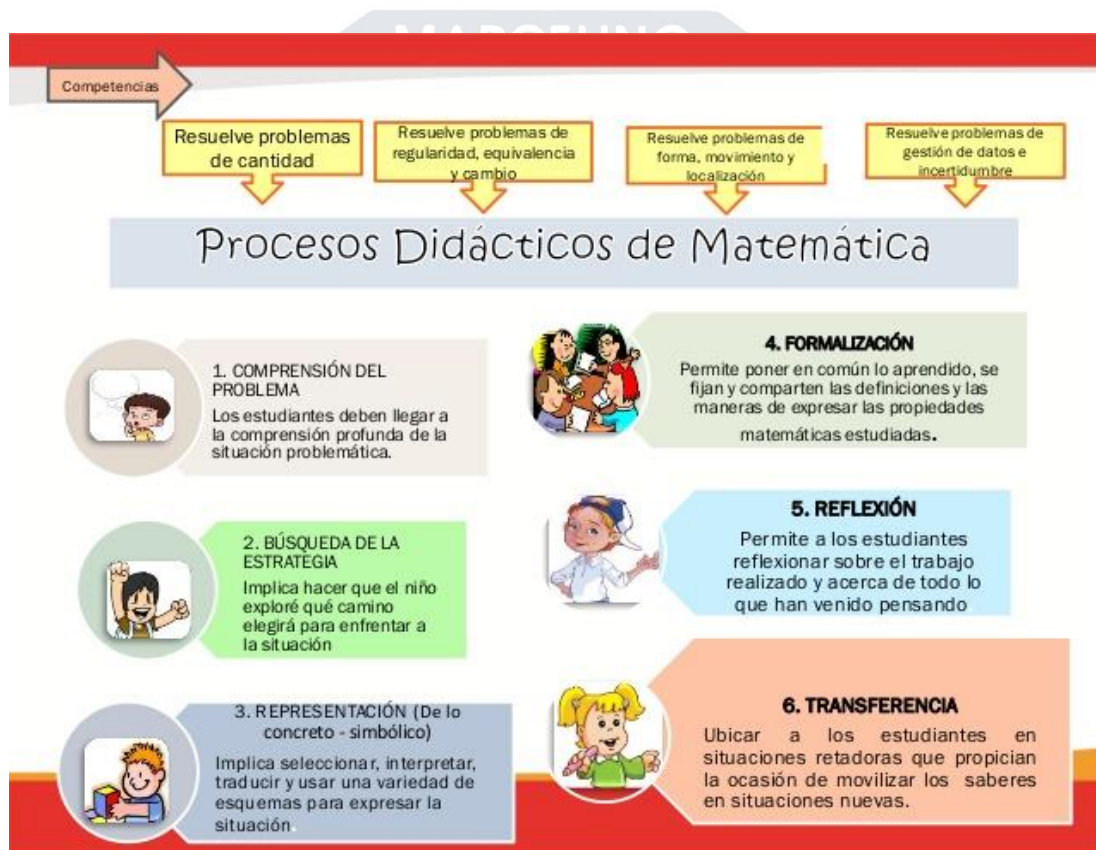 Competencias
Resuelve problemas
de cantidad
Resuelve problemas de
regularidad, equivalencia
y cambio
Resuelve problemas de
forma, movimiento y
localización
Resuelve problemas de
gestión de datos e
incertidumbre
Procesos Didácticos de Matemática
1. COMPRENSIÓN DEL
PROBLEMA
Los estudiantes deben llegar a
la comprensión profunda de la
situación problemática.
2. BÚSQUEDA DE LA
ESTRATEGIA
Implica hacer que el niño
exploré qué camino
elegirá para enfrentar a
la situación
3. REPRESENTACIÓN (De lo
concreto - simbólico)
Implica seleccionar, interpretar,
traducir y usar una variedad de
esquemas para expresar la
situación.
4. FORMALIZACIÓN
Permite poner en común lo aprendido, se
fijan y comparten las definiciones y las
maneras de expresar las propiedades
matemáticas estudiadas.
5. REFLEXIÓN
Permite a los estudiantes
reflexionar sobre el trabajo
realizado y acerca de todo lo
que han venido pensando.
6. TRANSFERENCIA
Ubicar a los estudiantes en
situaciones retadoras que propician
la ocasión de movilizar los saberes
en situaciones nuevas.